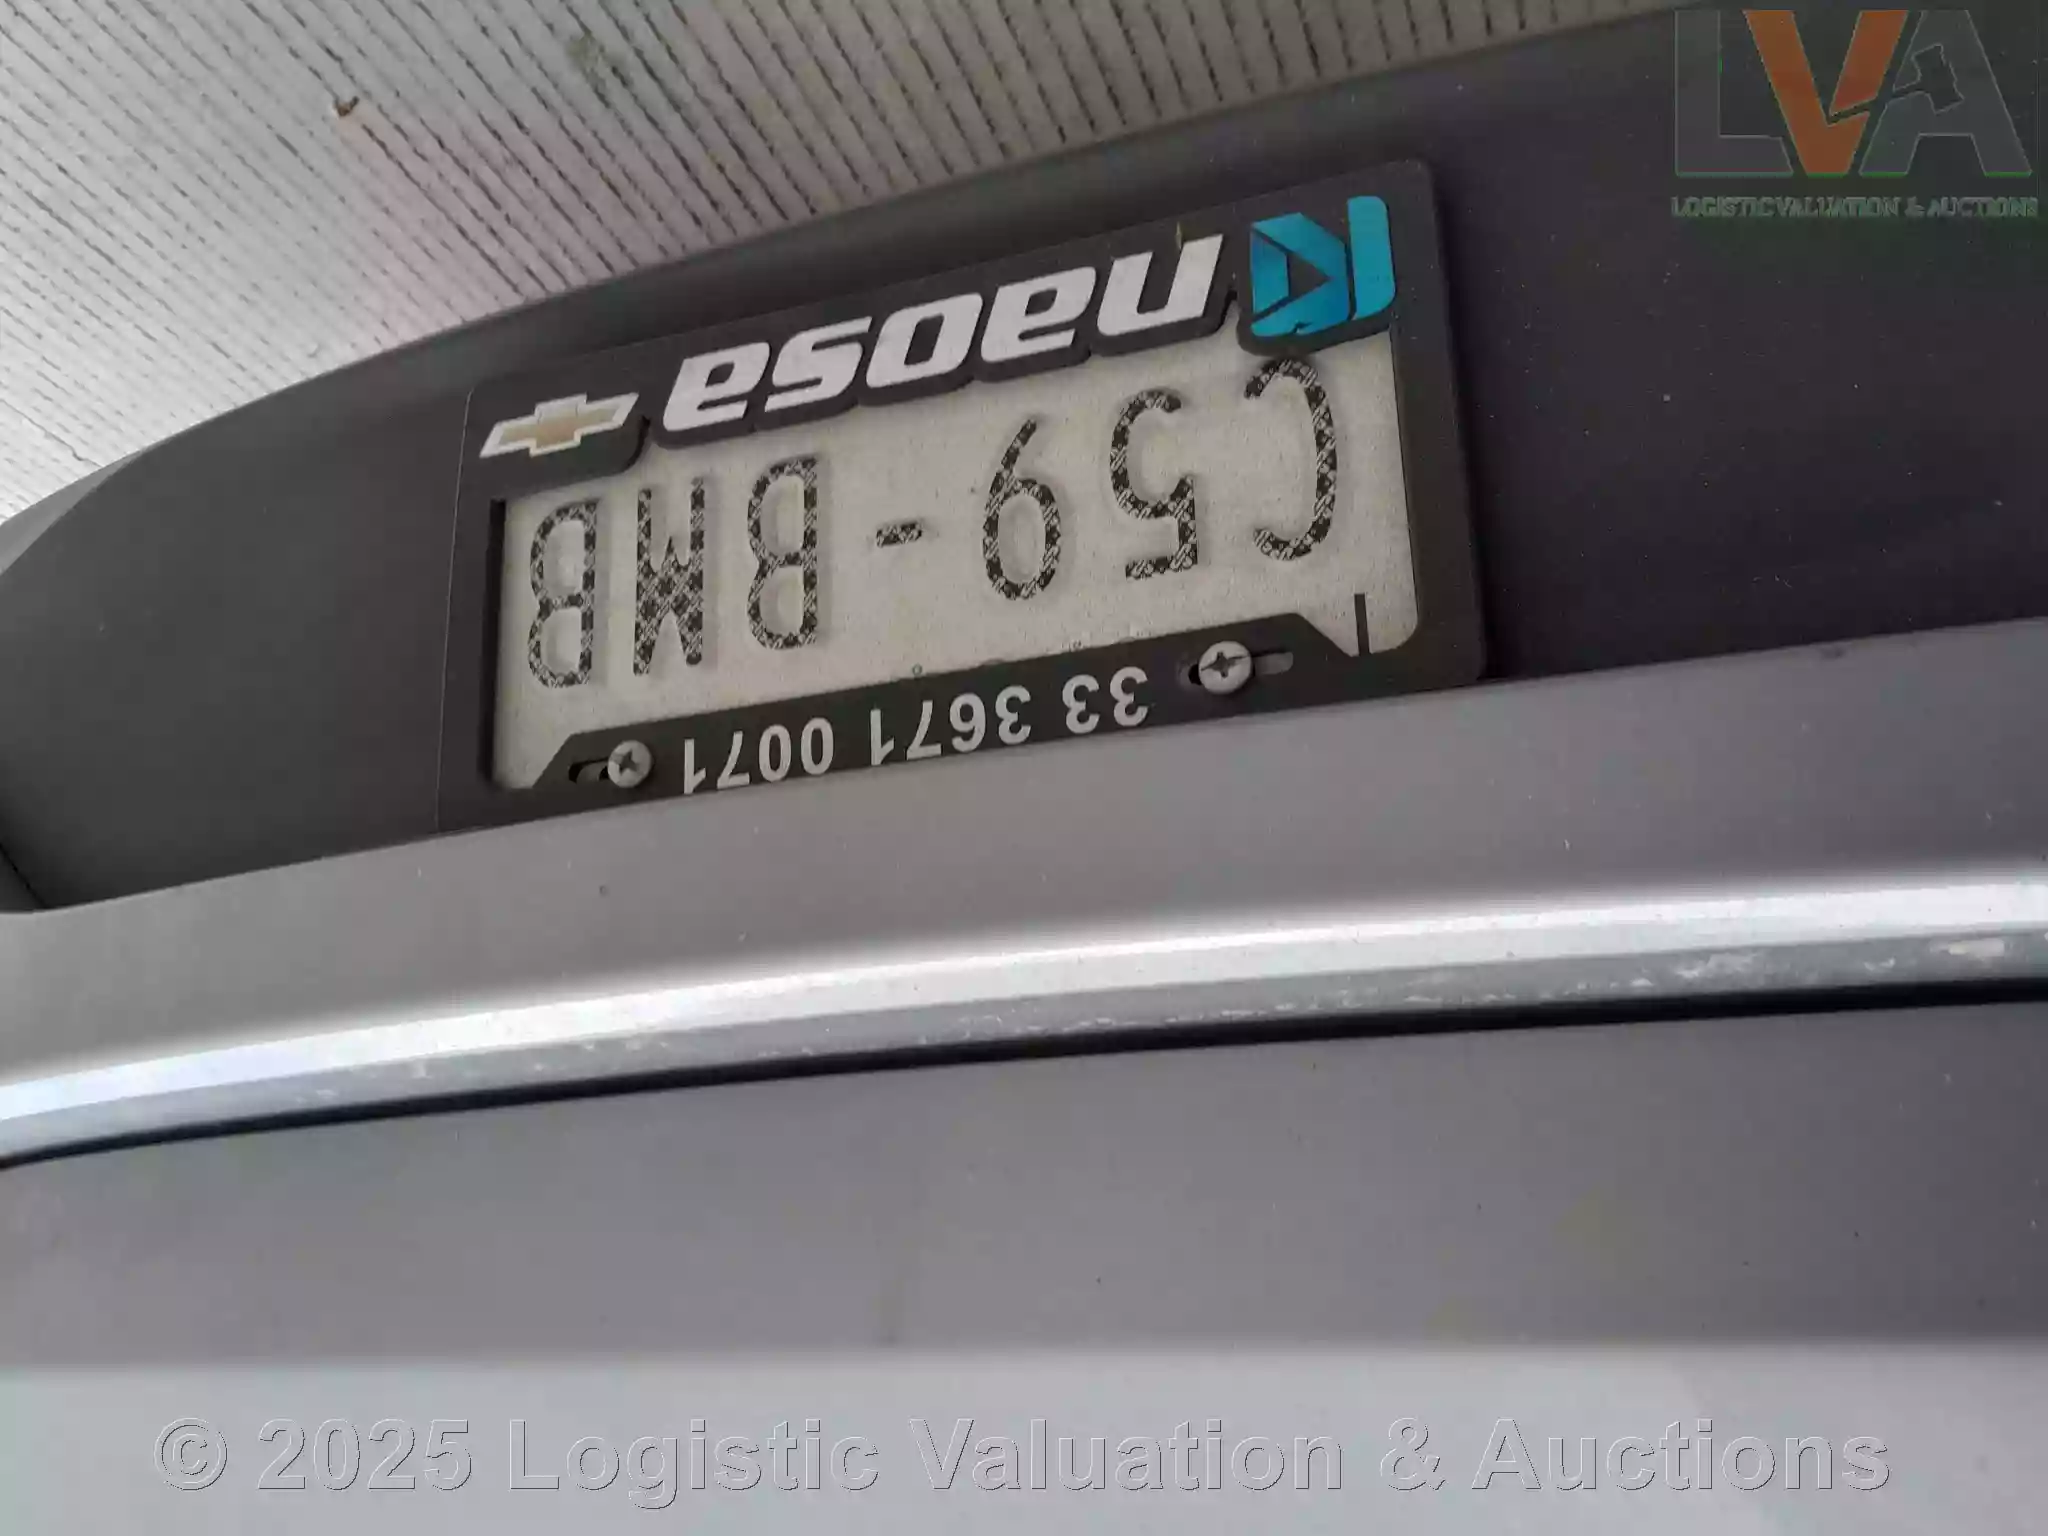 LVA
LOGISTIC VALUATION & AUCTIONS
33 3671 0071
C59-BMB
naosa
© 2025 Logistic Valuation & Auctions